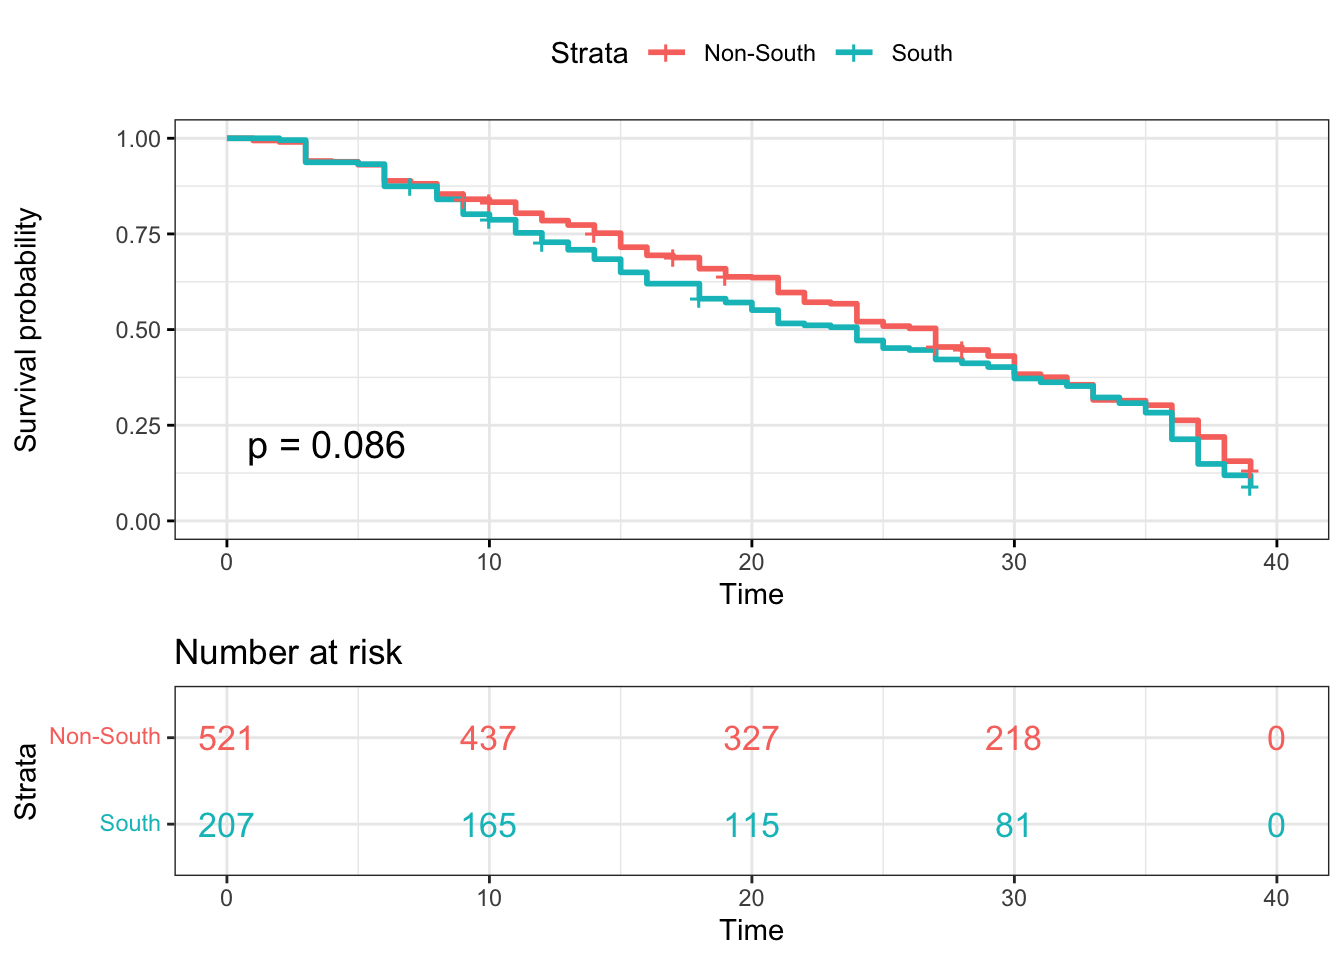 Strata Non-South South
Survival probability
1.00
0.75
0.50
0.25
0.00
p = 0.086
0 10 20 30 40
Time
Number at risk
Strata
Non-South 521 437 327 218 0
South 207 165 115 81 0
0 10 20 30 40
Time